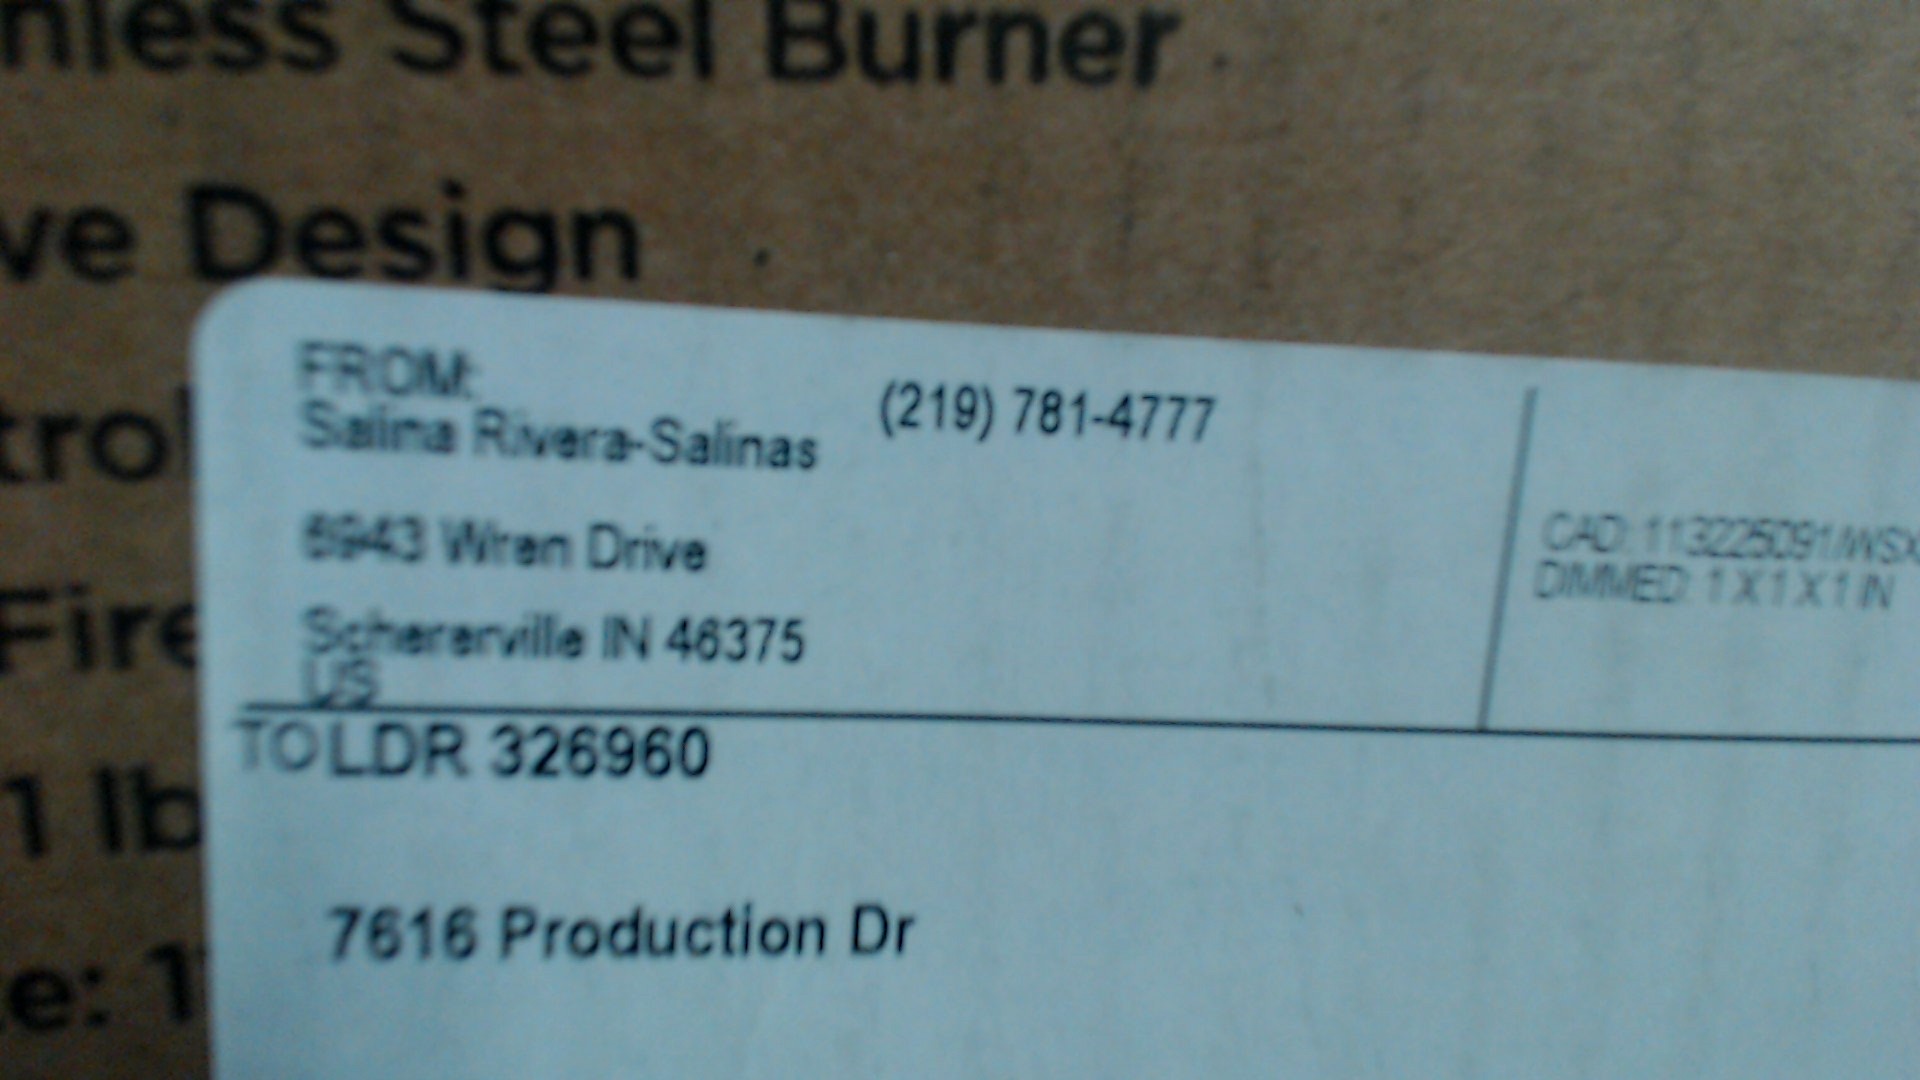 nless Steel Burner
ve Design
trol
Fire
1 lb
e: 1
FROM:
Salina Rivera-Salinas
(219) 781-4777
6943 Wren Drive
Schererville IN 46375
US
CAD: 113225091/WSX
DIMMED: 1 X 1 X 1 IN
TO LDR 326960
7616 Production Dr